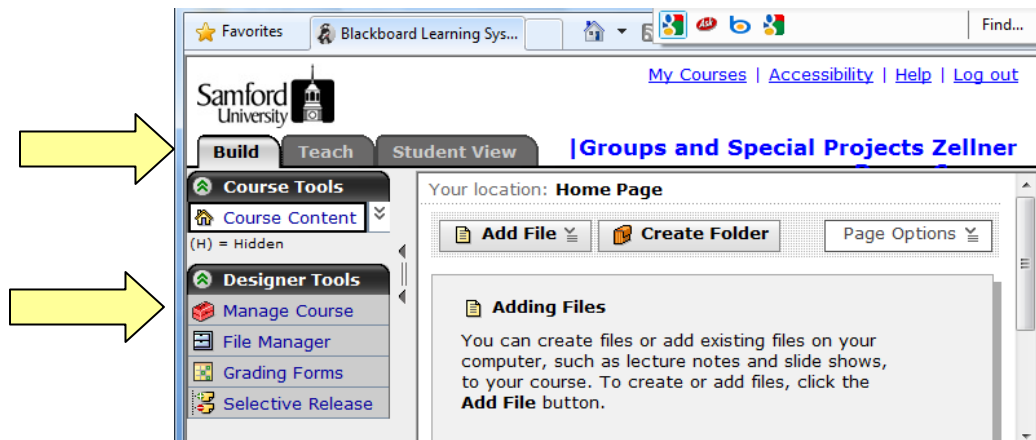 Favorites Blackboard Learning Sys... Find...
My Courses | Accessibility | Help | Log out
Samford
University
Build Teach Student View |Groups and Special Projects Zellner
Course Tools
Course Content
(H) = Hidden
Designer Tools
Manage Course
File Manager
Grading Forms
Selective Release
Your location: Home Page
Add File Create Folder Page Options
Adding Files
You can create files or add existing files on your
computer, such as lecture notes and slide shows,
to your course. To create or add files, click the
Add File button.